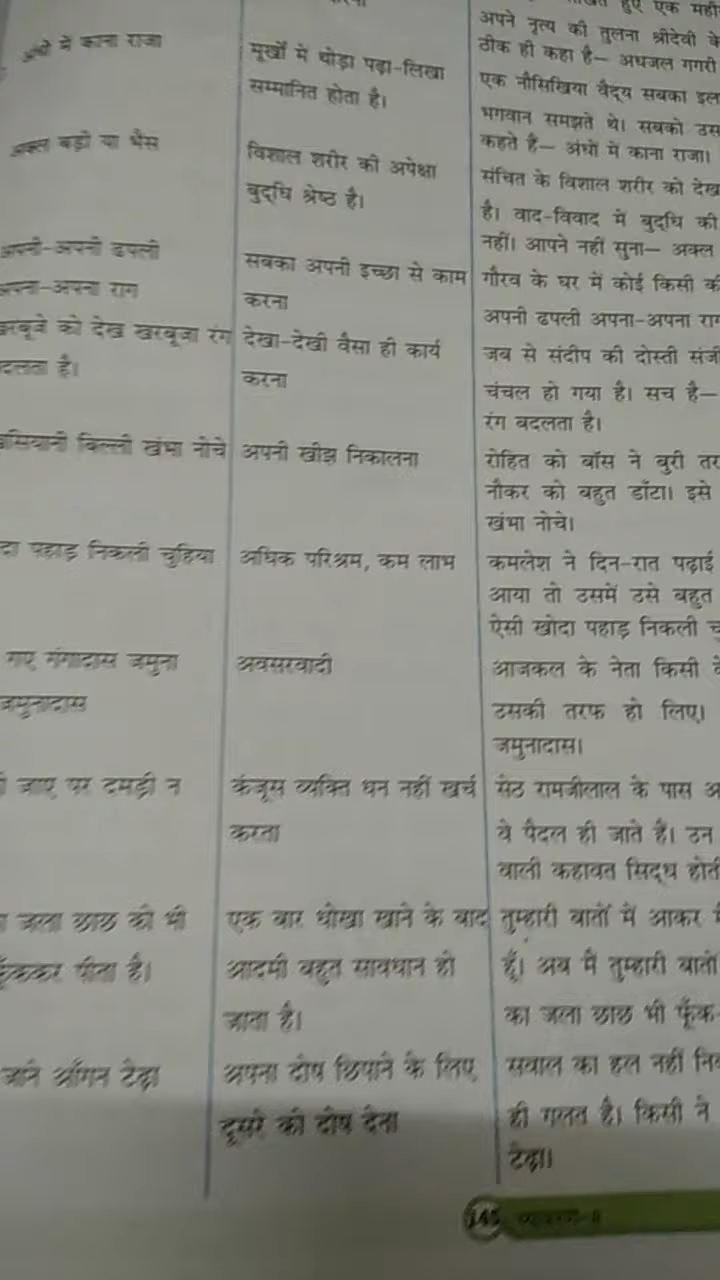 अपने नृत्य की तुलना श्रीदेवी के
ठीक ही कहा है— अधजल गगरी
में काना राजा
मूर्खों में थोड़ा पढ़ा-लिखा
सम्मानित होता है।
एक नौसिखिया वैद्य सबका इल
भगवान समझते थे। सबको उस
कहते हैं— अंधों में काना राजा।
अक्ल बड़ी या भैंस
विशाल शरीर की अपेक्षा
बुद्धि श्रेष्ठ है।
संचित के विशाल शरीर को देख
है। वाद-विवाद में बुद्धि की
नहीं। आपने नहीं सुना— अक्ल
अपनी-अपनी ढपली
अपना-अपना राग
सबका अपनी इच्छा से काम
करना
गौरव के घर में कोई किसी की
अपनी ढपली अपना-अपना राग
खरबूजे को देख खरबूजा रंग
दलता है।
देखा-देखी वैसा ही कार्य
करना
जब से संदीप की दोस्ती संजी
चंचल हो गया है। सच है—
रंग बदलता है।
सियानी बिल्ली खंभा नोचे
अपनी खीझ निकालना
रोहित को बॉस ने बुरी तर
नौकर को बहुत डाँटा। इसे
खंभा नोचे।
दा पहाड़ निकली चुहिया
अधिक परिश्रम, कम लाभ
कमलेश ने दिन-रात पढ़ाई
आया तो उसमें उसे बहुत
ऐसी खोदा पहाड़ निकली चु
गए गंगादास जमुना
जमुनादास
अवसरवादी
आजकल के नेता किसी के
उसकी तरफ हो लिए।
जमुनादास।
जाए पर दमड़ी न
कंजूस व्यक्ति धन नहीं खर्च
करता
सेठ रामजीलाल के पास अ
वे पैदल ही जाते हैं। उन
वाली कहावत सिद्ध होती
जला छाछ को भी
फूँककर पीता है।
एक बार धोखा खाने के बाद
आदमी बहुत सावधान हो
जाता है।
तुम्हारी बातों में आकर मै
हूँ। अब मैं तुम्हारी बातों
का जला छाछ भी फूँक-
जाने आँगन टेढ़ा
अपना दोष छिपाने के लिए
दूसरे को दोष देना
सवाल का हल नहीं नि
ही गलत है। किसी ने
टेढ़ा।
145 व्याकरण-8